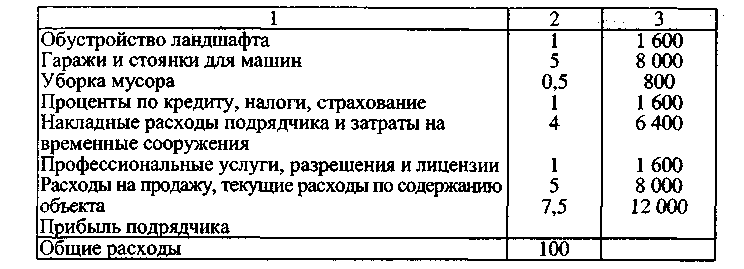 1 2 3
Обустройство ландшафта 1 1 600
Гаражи и стоянки для машин 5 8 000
Уборка мусора 0,5 800
Проценты по кредиту, налоги, страхование 1 1 600
Накладные расходы подрядчика и затраты на 4 6 400
временные сооружения
Профессиональные услуги, разрешения и лицензии 1 1 600
Расходы на продажу, текущие расходы по содержанию 5 8 000
объекта 7,5 12 000
Прибыль подрядчика
Общие расходы 100